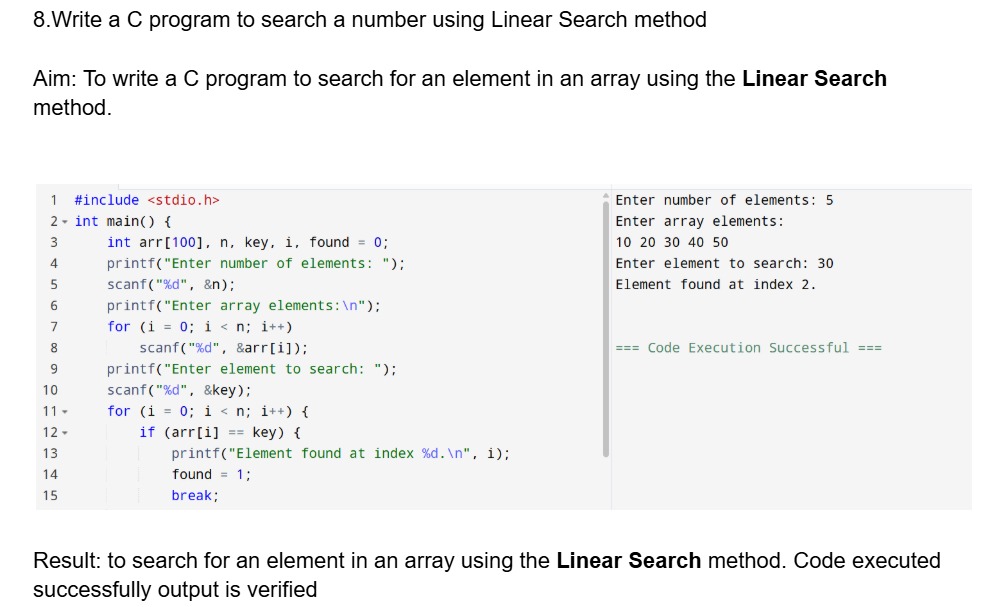 8.Write a C program to search a number using Linear Search method
Aim: To write a C program to search for an element in an array using the Linear Search
method.
1 #include <stdio.h>
2 int main() {
3 int arr[100], n, key, i, found = 0;
4 printf("Enter number of elements: ");
5 scanf("%d", &n);
6 printf("Enter array elements:\n");
7 for (i = 0; i < n; i++)
8 scanf("%d", &arr[i]);
9 printf("Enter element to search: ");
10 scanf("%d", &key);
11 for (i = 0; i < n; i++) {
12 if (arr[i] == key) {
13 printf("Element found at index %d.\n", i);
14 found = 1;
15 break;
Enter number of elements: 5
Enter array elements:
10 20 30 40 50
Enter element to search: 30
Element found at index 2.
=== Code Execution Successful ===
Result: to search for an element in an array using the Linear Search method. Code executed
successfully output is verified